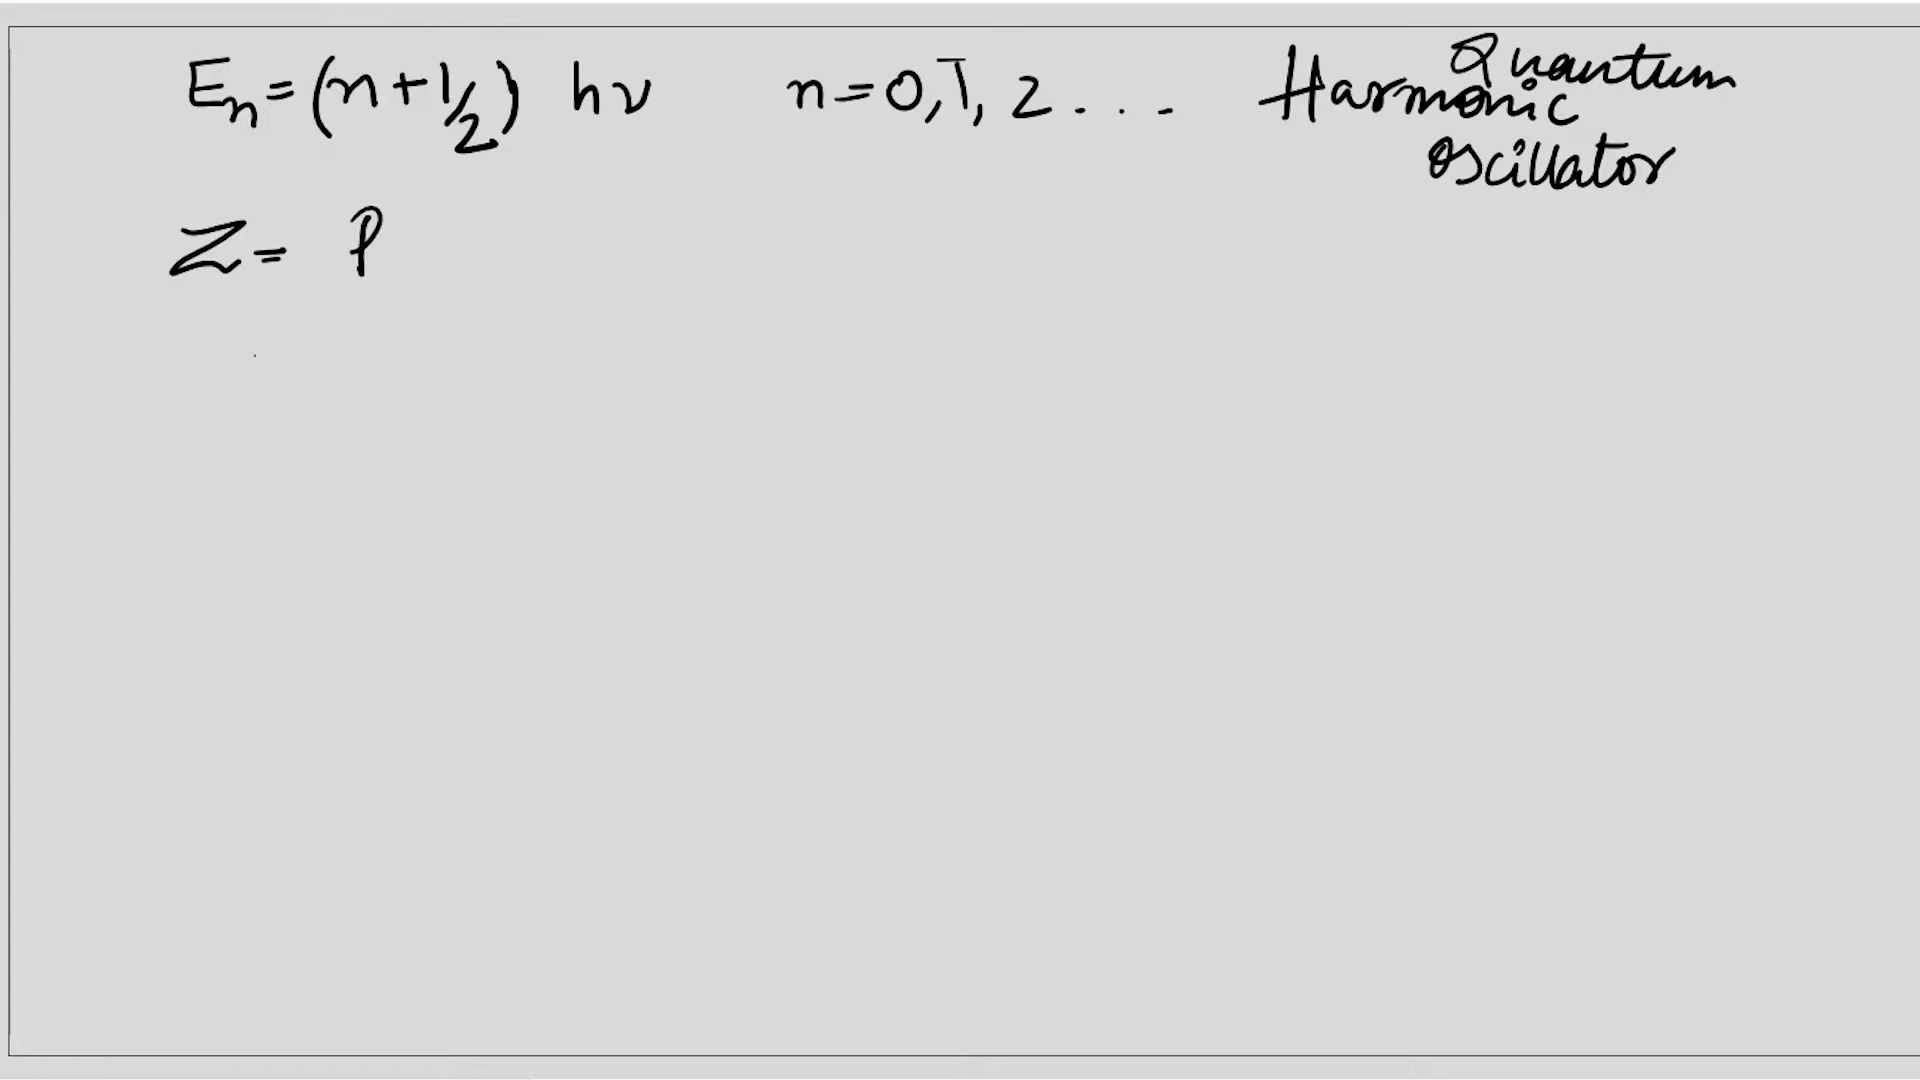 Eₙ = (n + 1/2) hν n = 0, 1, 2 . . . Quantum
Harmonic
Oscillator
Z = P